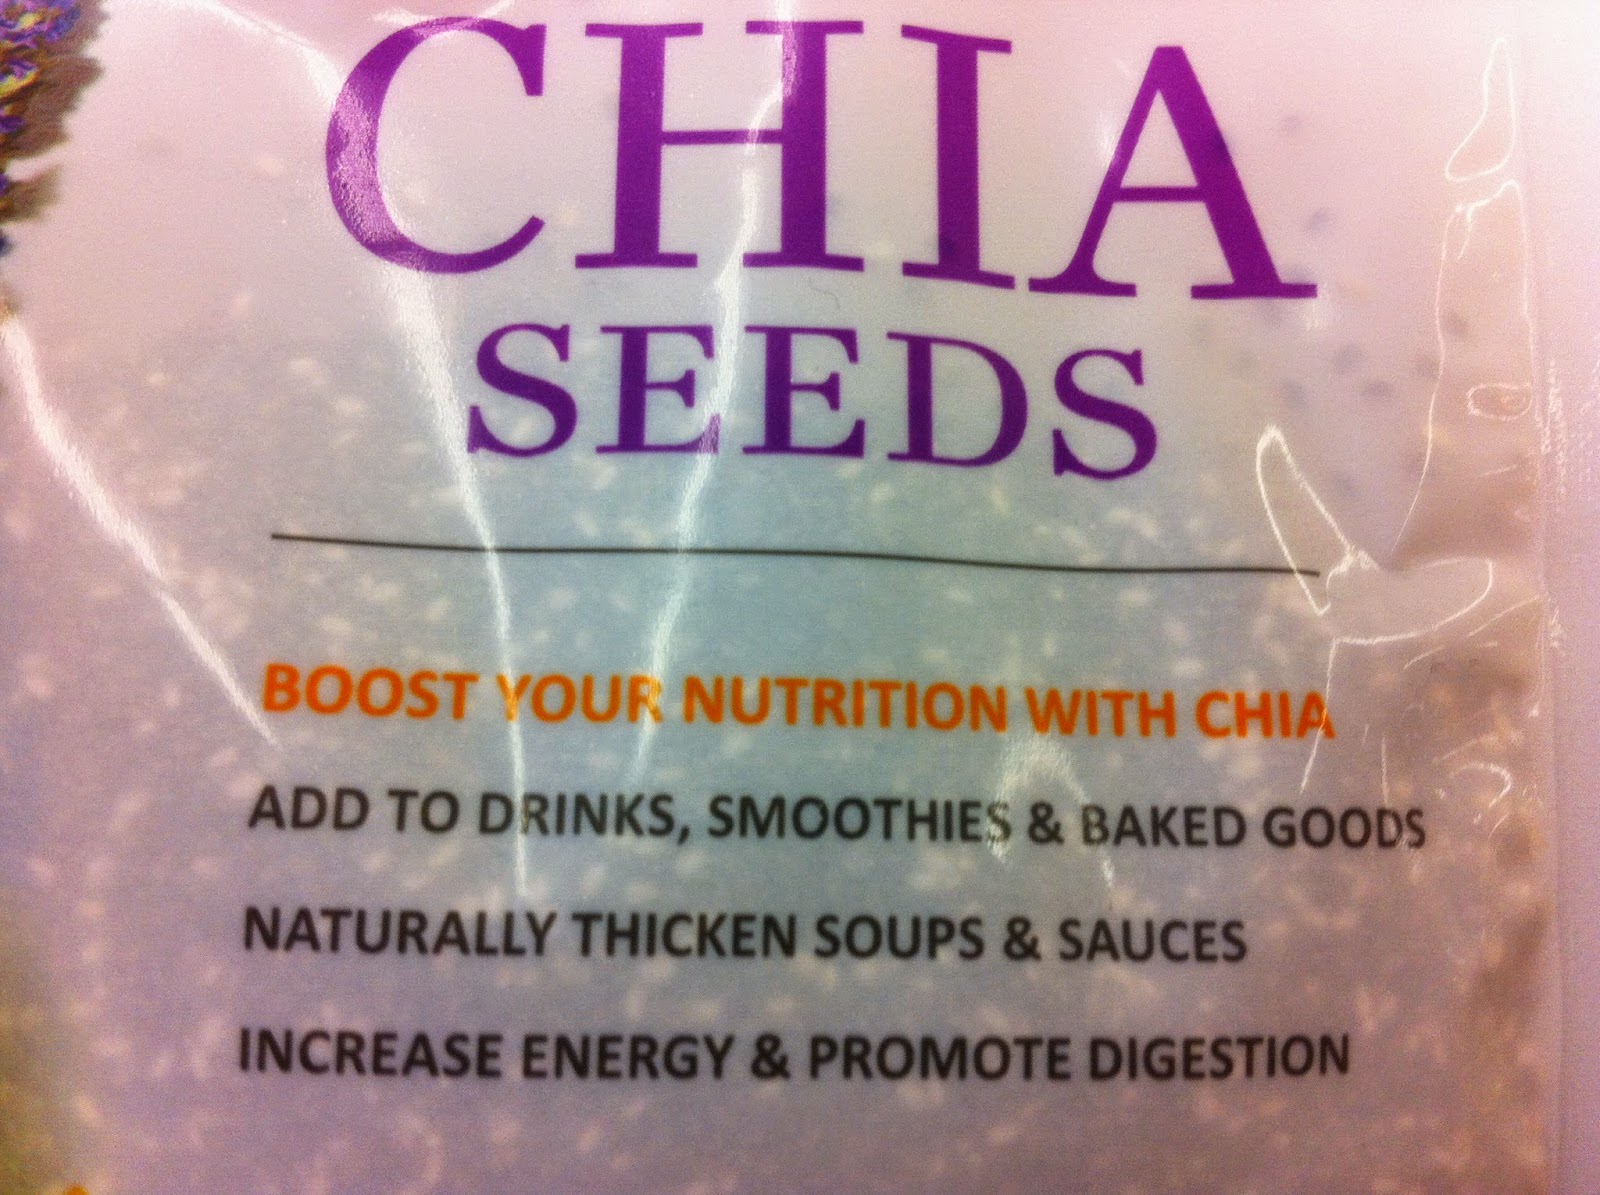 CHIA
SEEDS
BOOST YOUR NUTRITION WITH CHIA
ADD TO DRINKS, SMOOTHIES & BAKED GOODS
NATURALLY THICKEN SOUPS & SAUCES
INCREASE ENERGY & PROMOTE DIGESTION